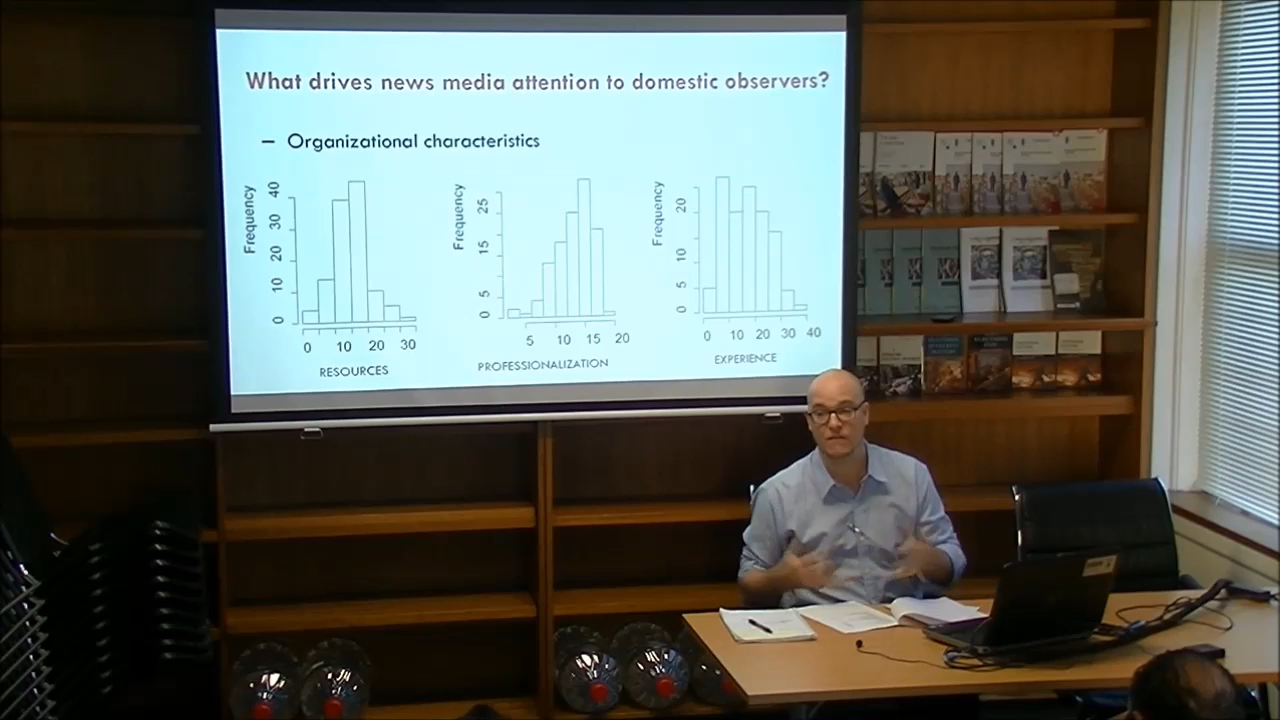 What drives news media attention to domestic observers?
– Organizational characteristics
Frequency
0 10 20 30 40
0 10 20 30
RESOURCES
Frequency
0 5 15 25
5 10 15 20
PROFESSIONALIZATION
Frequency
0 5 10 20
0 10 20 30 40
EXPERIENCE